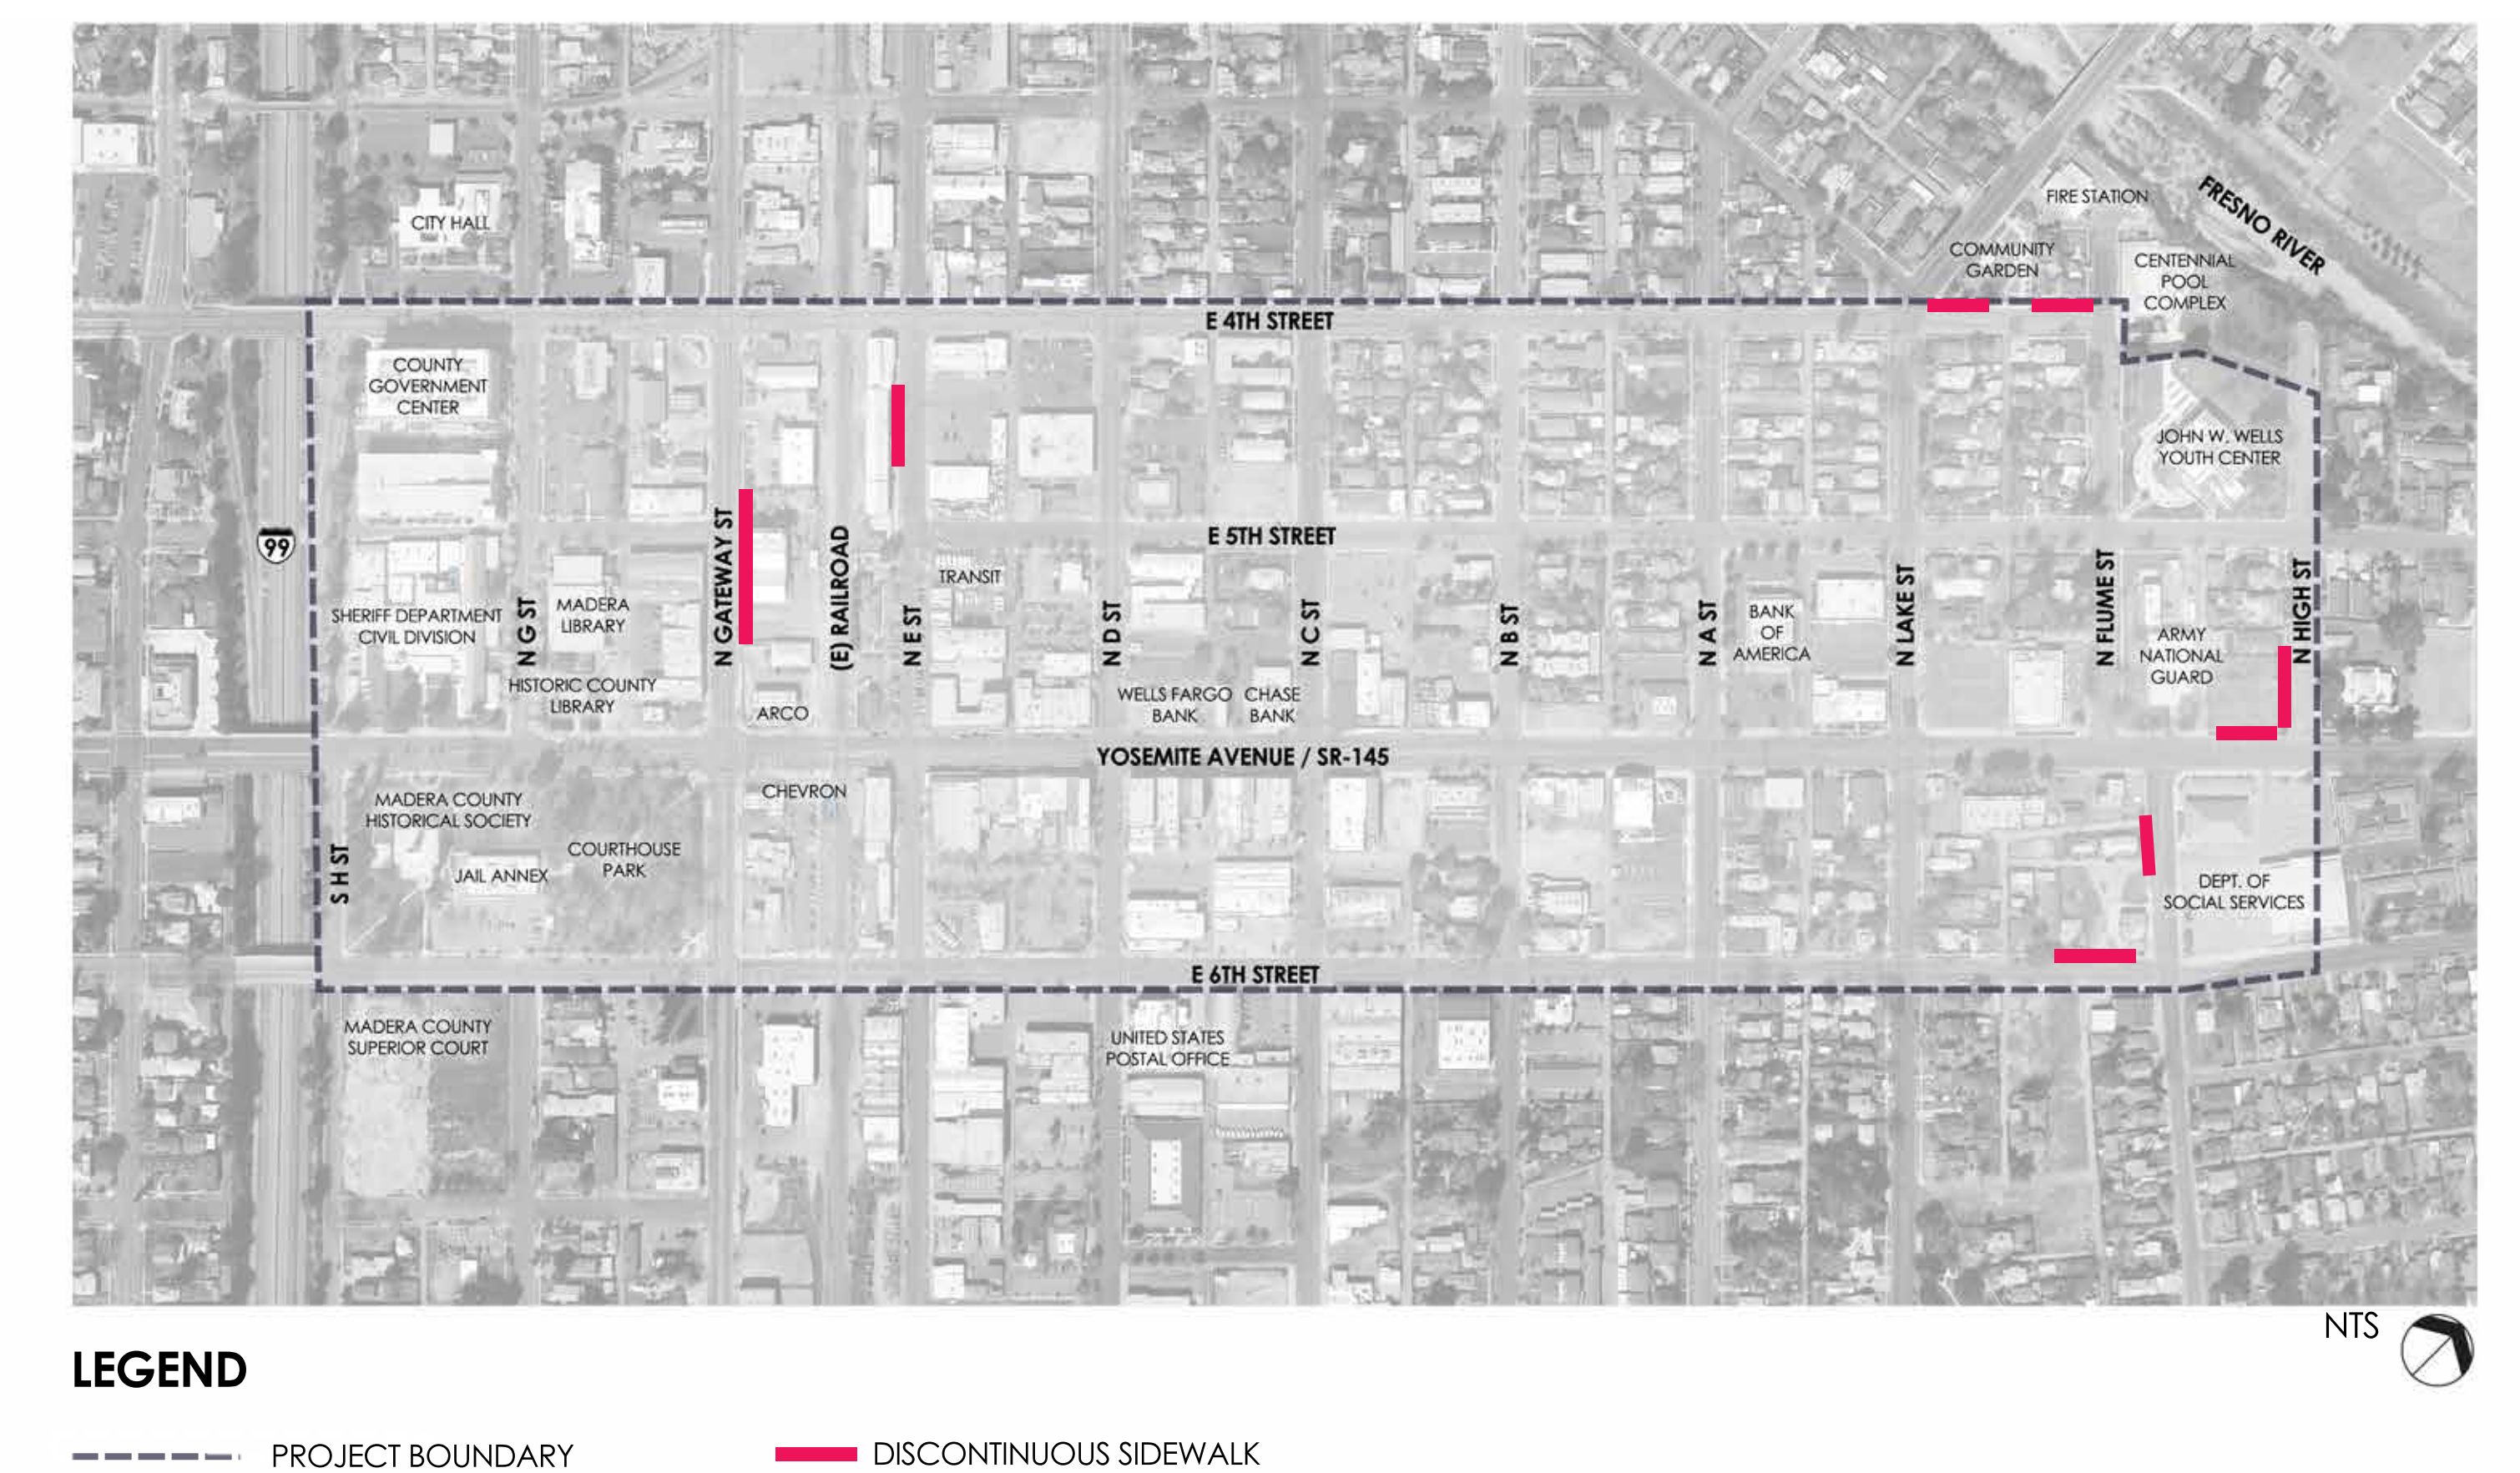 CITY HALL
FIRE STATION
FRESNO RIVER
COMMUNITY
GARDEN
CENTENNIAL
POOL
COMPLEX
E 4TH STREET
COUNTY
GOVERNMENT
CENTER
JOHN W. WELLS
YOUTH CENTER
99
E 5TH STREET
SHERIFF DEPARTMENT
CIVIL DIVISION
N G ST
MADERA
LIBRARY
HISTORIC COUNTY
LIBRARY
N GATEWAY ST
ARCO
(E) RAILROAD
N E ST
TRANSIT
N D ST
WELLS FARGO
BANK
CHASE
BANK
N C ST
N B ST
N A ST
BANK
OF
AMERICA
N LAKE ST
N FLUME ST
ARMY
NATIONAL
GUARD
N HIGH ST
YOSEMITE AVENUE / SR-145
S H ST
MADERA COUNTY
HISTORICAL SOCIETY
JAIL ANNEX
COURTHOUSE
PARK
CHEVRON
DEPT. OF
SOCIAL SERVICES
E 6TH STREET
MADERA COUNTY
SUPERIOR COURT
UNITED STATES
POSTAL OFFICE
NTS
LEGEND
PROJECT BOUNDARY
DISCONTINUOUS SIDEWALK